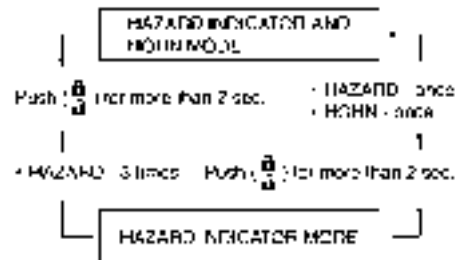 HAZARD INDICATOR AND
HORN MODE
Push ( ) for more than 2 sec.
• HAZARD - once
• HORN - once
• HAZARD - 3 times
Push ( ) for more than 2 sec.
HAZARD INDICATOR MODE